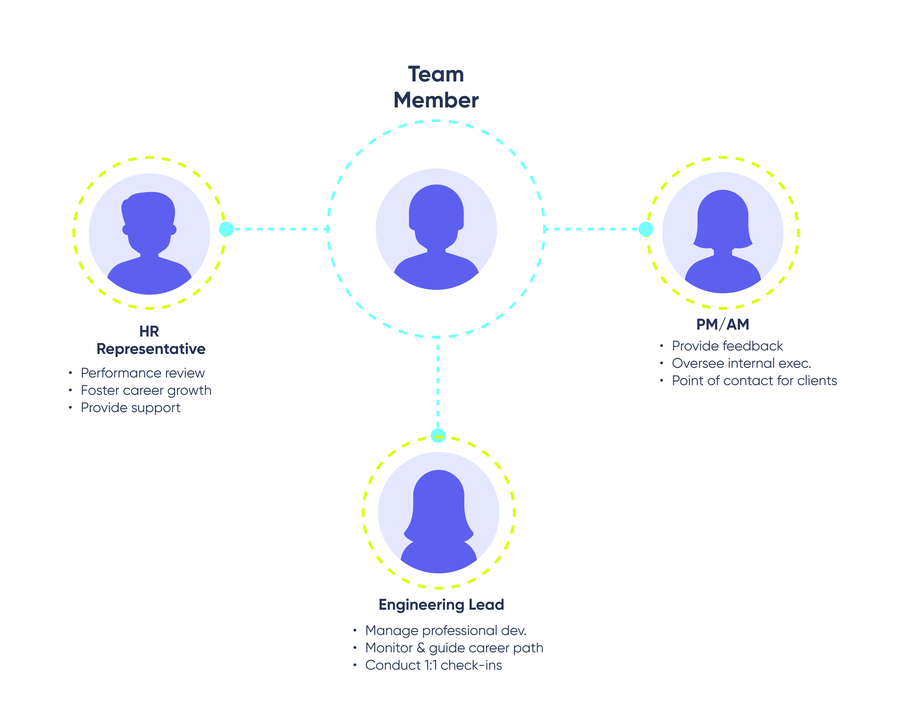 Team
Member
HR
Representative
• Performance review
• Foster career growth
• Provide support
PM/AM
• Provide feedback
• Oversee internal exec.
• Point of contact for clients
Engineering Lead
• Manage professional dev.
• Monitor & guide career path
• Conduct 1:1 check-ins